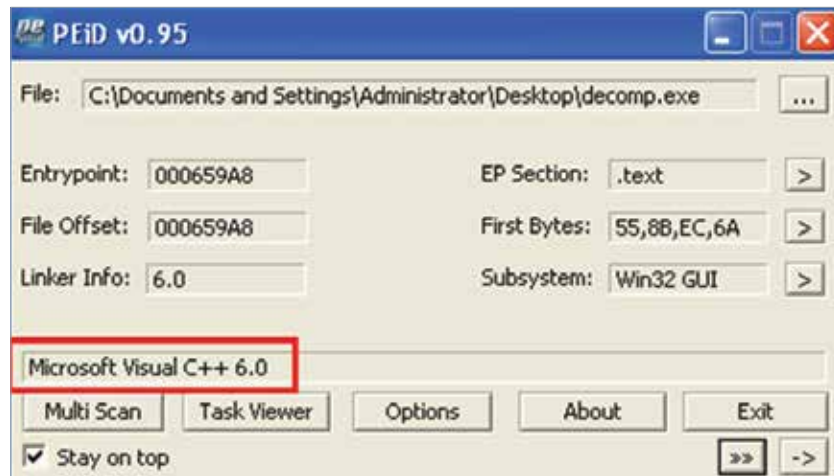 PEiD v0.95
File: C:\Documents and Settings\Administrator\Desktop\decomp.exe ...
Entrypoint: 000659A8 EP Section: .text >
File Offset: 000659A8 First Bytes: 55,8B,EC,6A >
Linker Info: 6.0 Subsystem: Win32 GUI >
Microsoft Visual C++ 6.0
Multi Scan Task Viewer Options About Exit
Stay on top »» ->